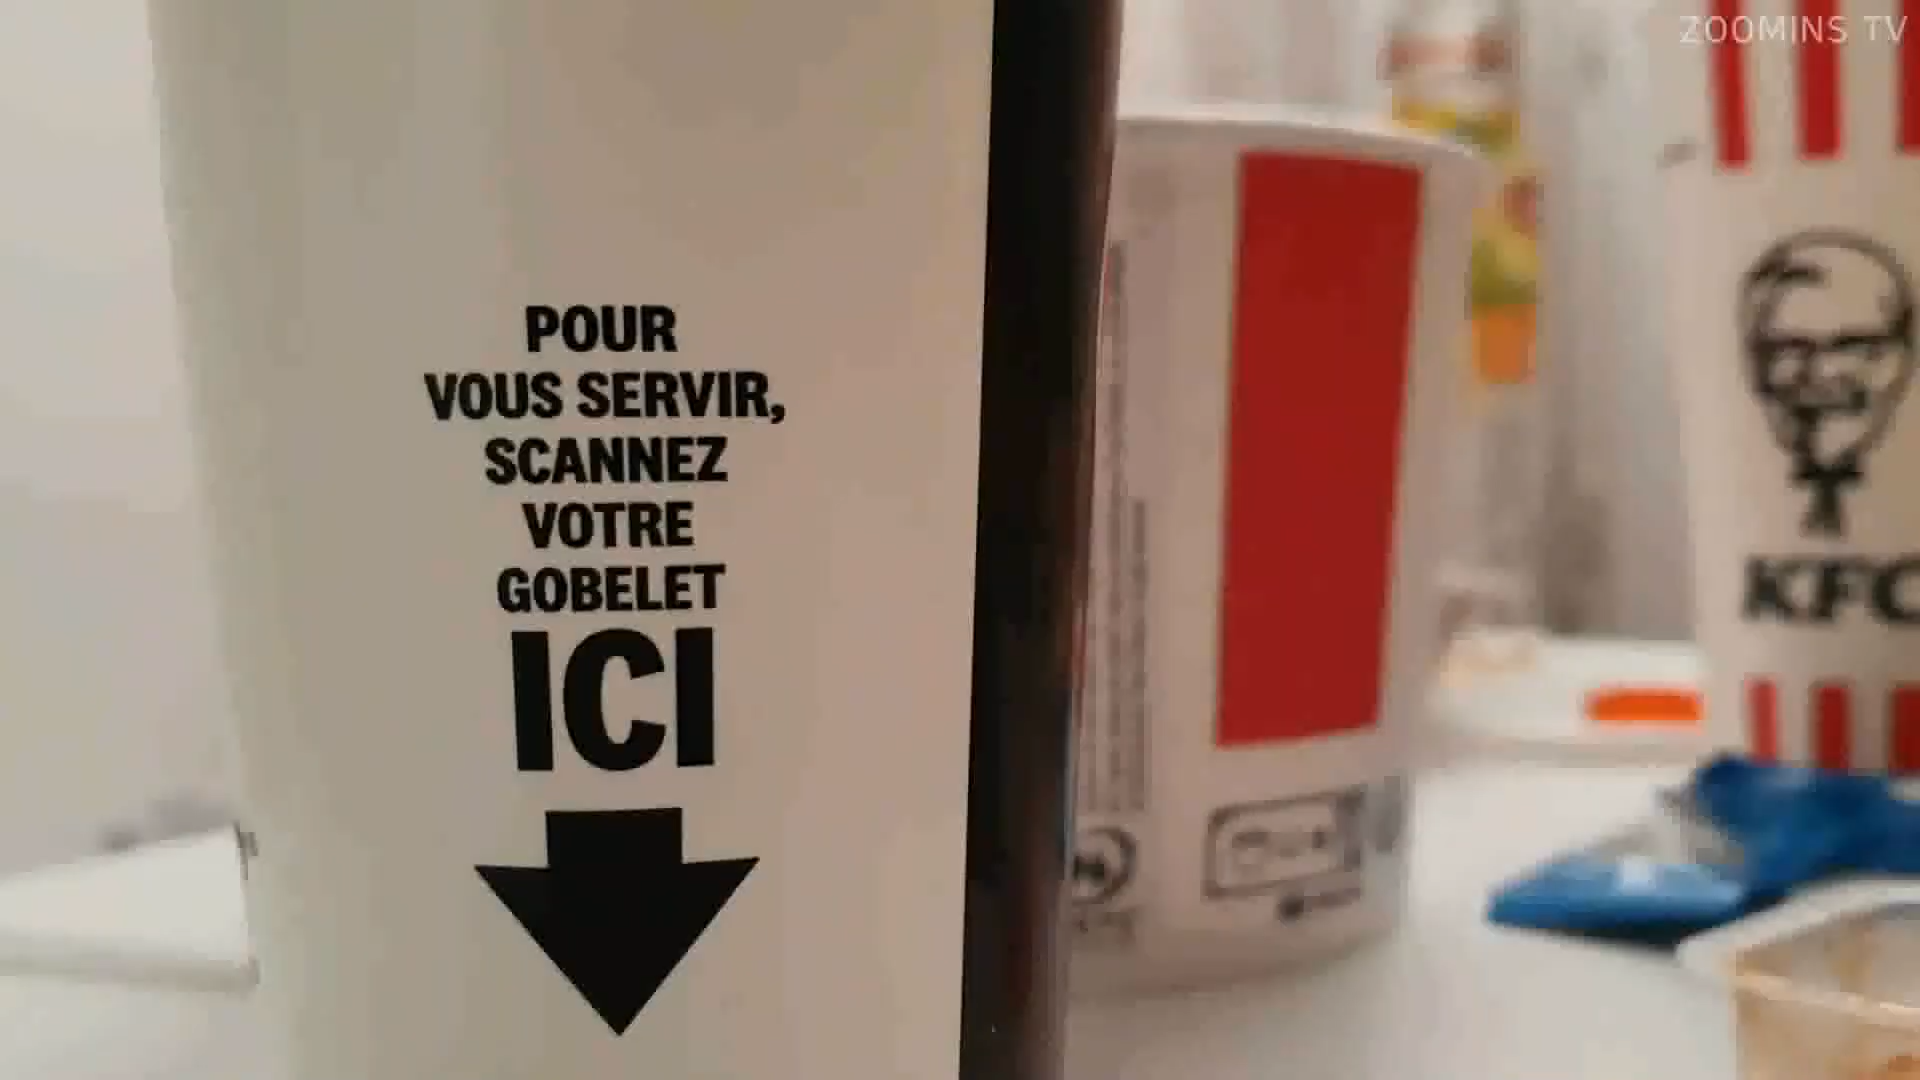 ZOOMINS TV
POUR
VOUS SERVIR,
SCANNEZ
VOTRE
GOBELET
ICI
KFC